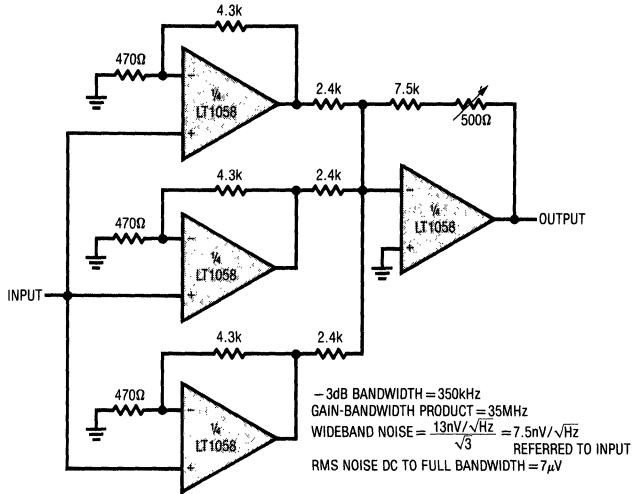 4.3k
470Ω
−
¼
LT1058
+
2.4k
7.5k
500Ω
4.3k
2.4k
470Ω
−
¼
LT1058
+
−
¼
LT1058
+
OUTPUT
INPUT
4.3k
2.4k
470Ω
−
¼
LT1058
+
−3dB BANDWIDTH = 350kHz
GAIN-BANDWIDTH PRODUCT = 35MHz
WIDEBAND NOISE = 13nV/√Hz / √3 = 7.5nV/√Hz
REFERRED TO INPUT
RMS NOISE DC TO FULL BANDWIDTH = 7µV